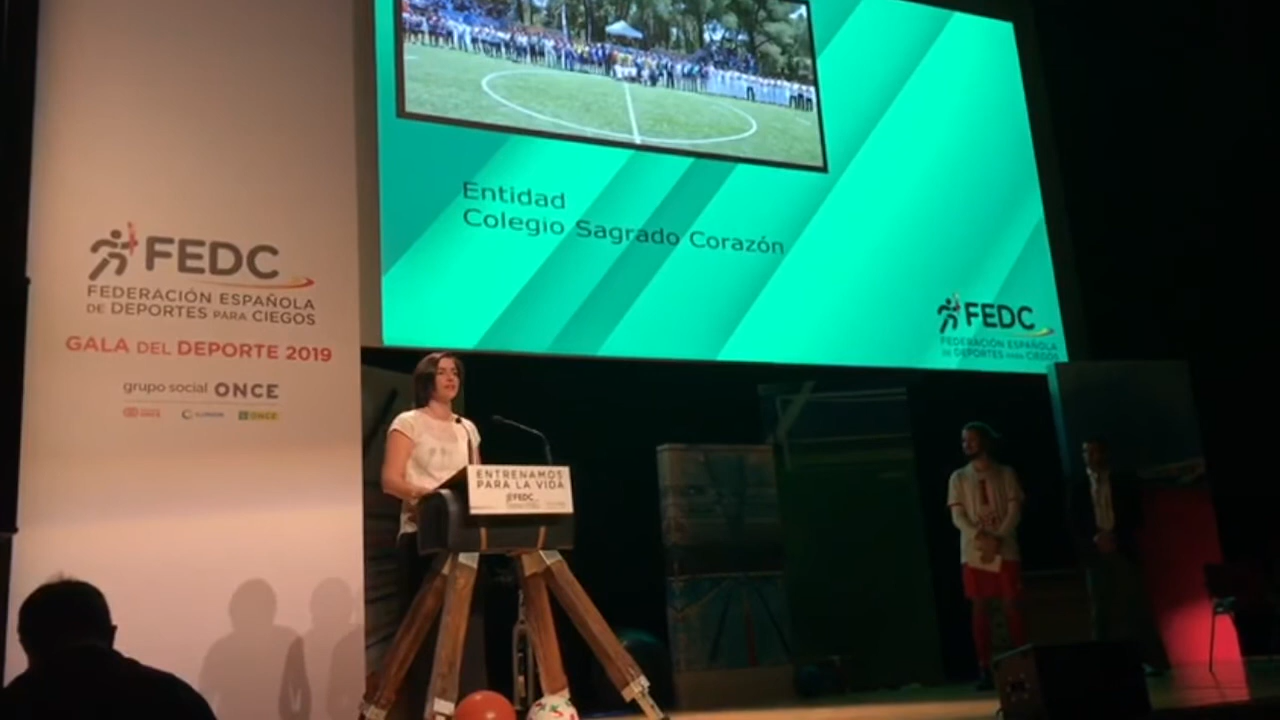 Entidad
Colegio Sagrado Corazón
FEDC
FEDERACIÓN ESPAÑOLA
DE DEPORTES PARA CIEGOS
FEDC
FEDERACIÓN ESPAÑOLA
DE DEPORTES PARA CIEGOS
GALA DEL DEPORTE 2019
grupo social ONCE
ENTRENAMOS
PARA LA VIDA
FEDC
1